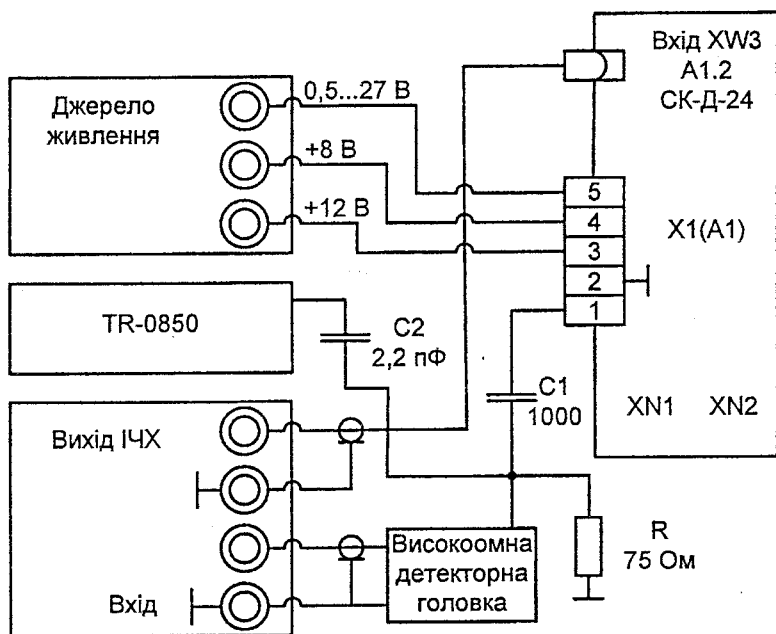 Джерело
живлення
0,5...27 В
+8 В
+12 В
Вхід XW3
А1.2
СК-Д-24
5
4
3
2
1
X1(A1)
TR-0850
C2
2,2 пФ
C1
1000
XN1 XN2
Вихід ІЧХ
Вхід
Високоомна
детекторна
головка
R
75 Ом